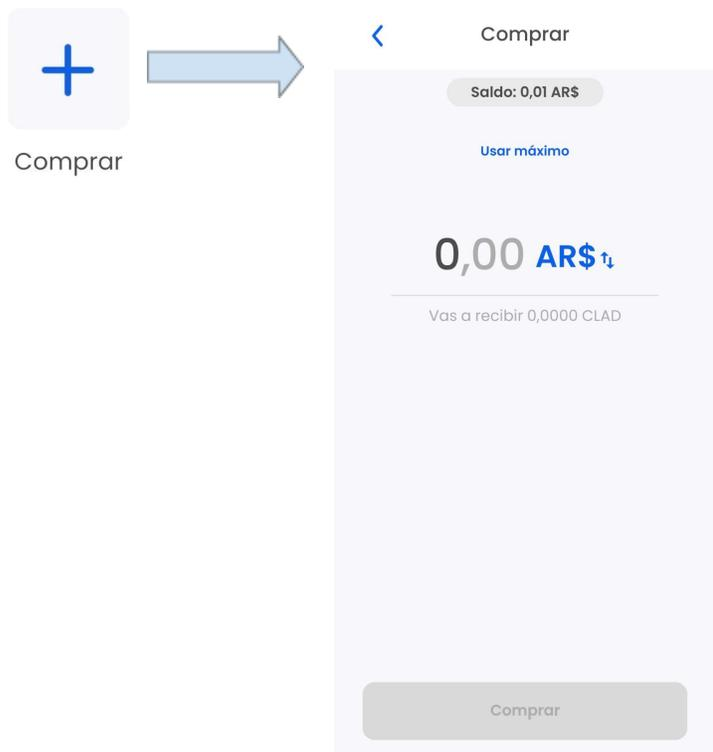 Comprar
Comprar
Saldo: 0,01 AR$
Usar máximo
0,00 AR$
Vas a recibir 0,0000 CLAD
Comprar